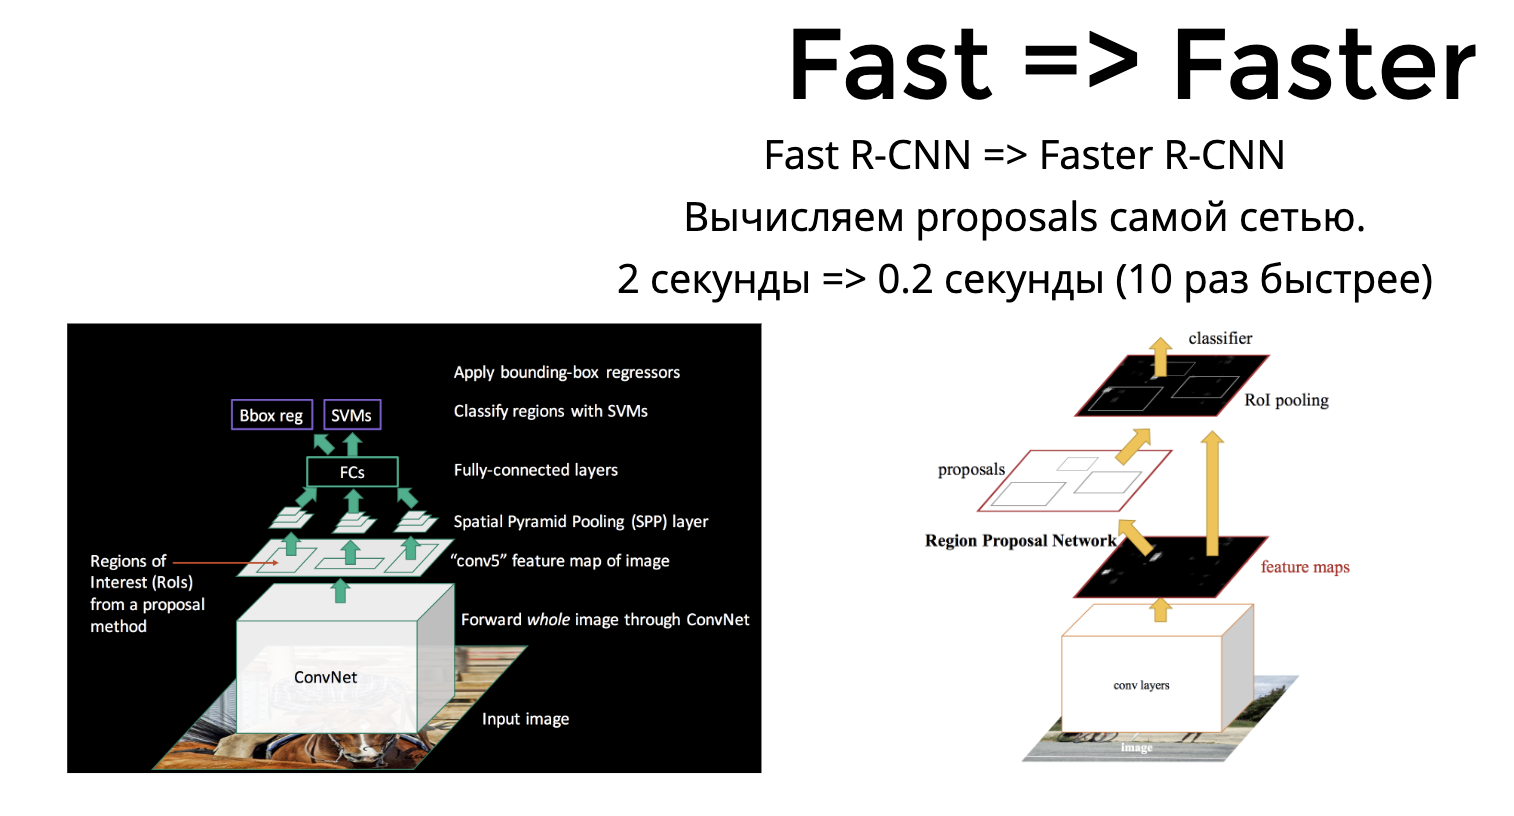 Fast => Faster
Fast R-CNN => Faster R-CNN
Вычисляем proposals самой сетью.
2 секунды => 0.2 секунды (10 раз быстрее)
Apply bounding-box regressors
Bbox reg
SVMs
Classify regions with SVMs
FCs
Fully-connected layers
Spatial Pyramid Pooling (SPP) layer
Regions of
Interest (RoIs)
from a proposal
method
“conv5” feature map of image
Forward whole image through ConvNet
ConvNet
Input image
classifier
RoI pooling
proposals
Region Proposal Network
feature maps
conv layers
image